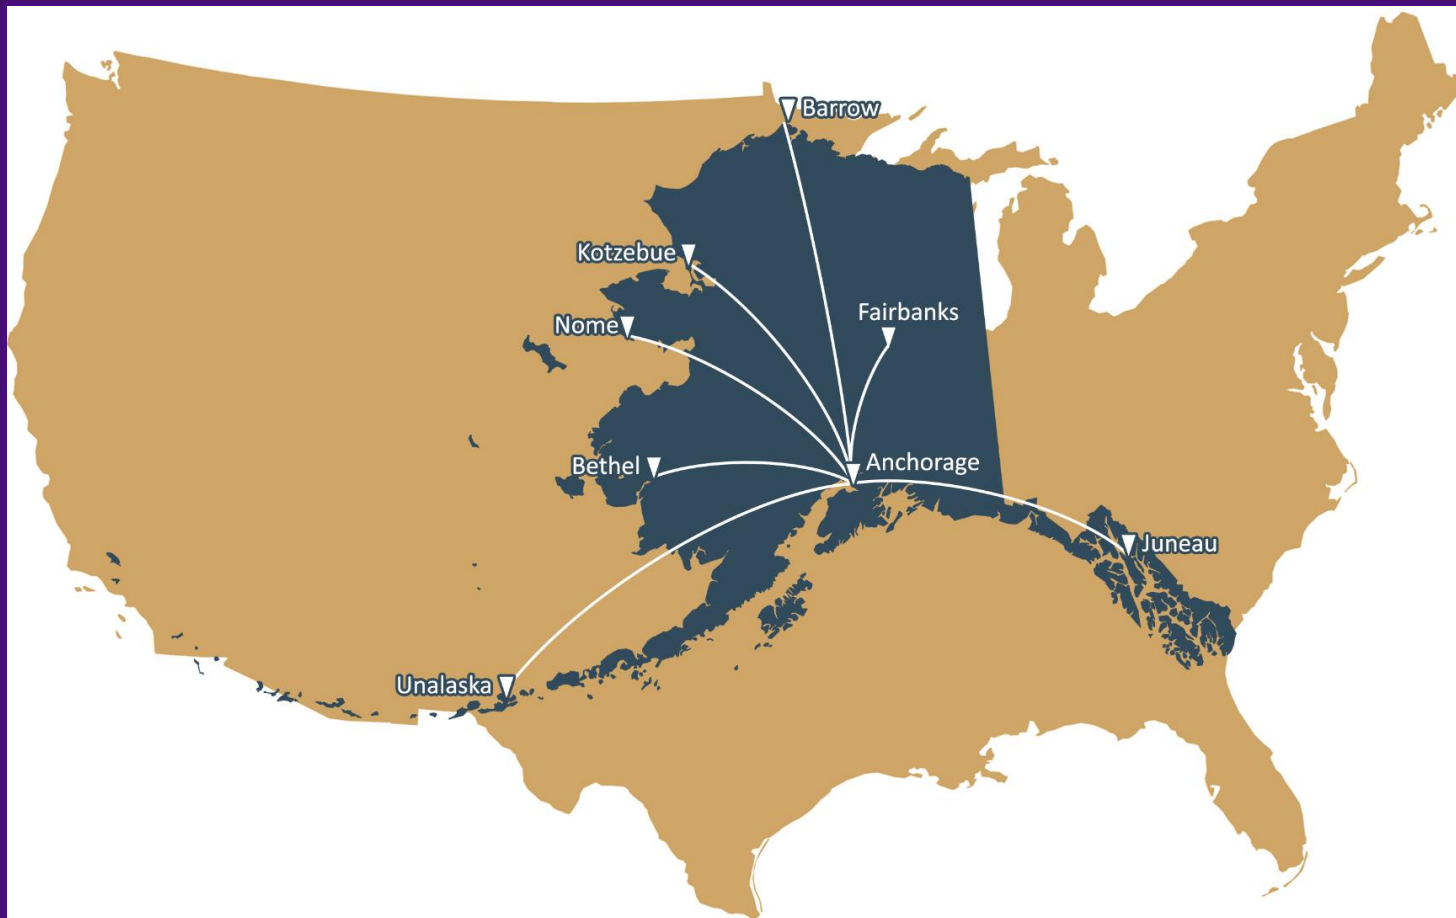 Barrow
Kotzebue
Fairbanks
Nome
Anchorage
Bethel
Juneau
Unalaska